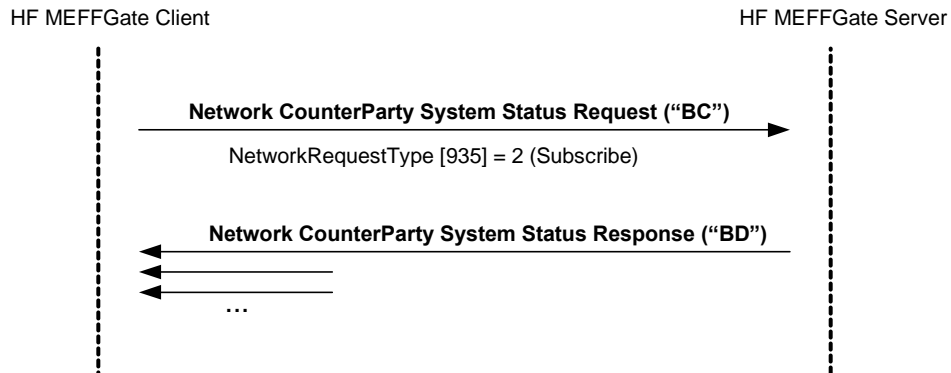 HF MEFFGate Client
HF MEFFGate Server
Network CounterParty System Status Request (“BC”)
NetworkRequestType [935] = 2 (Subscribe)
Network CounterParty System Status Response (“BD”)
...